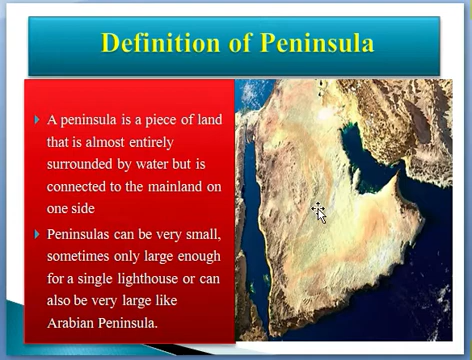 Definition of Peninsula
A peninsula is a piece of land
that is almost entirely
surrounded by water but is
connected to the mainland on
one side
Peninsulas can be very small,
sometimes only large enough
for a single lighthouse or can
also be very large like
Arabian Peninsula.